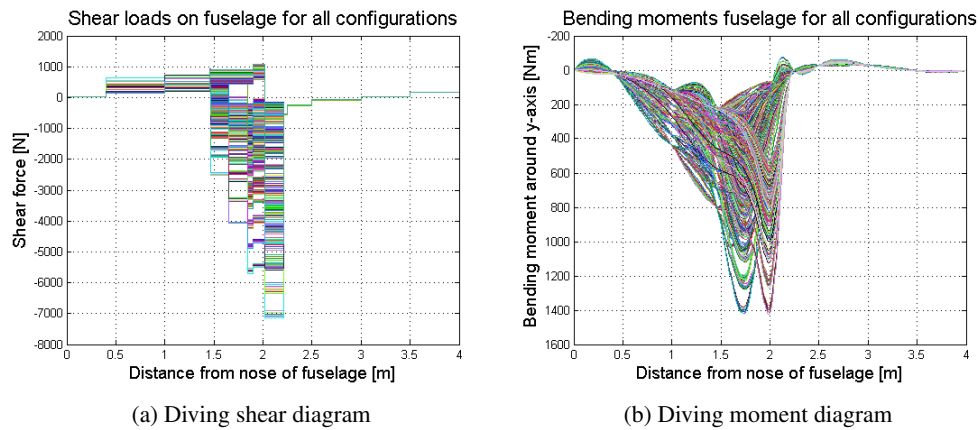 Shear loads on fuselage for all configurations
2000
1000
0
-1000
-2000
-3000
-4000
-5000
-6000
-7000
-8000
Shear force [N]
0 0.5 1 1.5 2 2.5 3 3.5 4
Distance from nose of fuselage [m]
(a) Diving shear diagram
Bending moments fuselage for all configurations
-200
0
200
400
600
800
1000
1200
1400
1600
Bending moment around y-axis [Nm]
0 0.5 1 1.5 2 2.5 3 3.5 4
Distance from nose of fuselage [m]
(b) Diving moment diagram